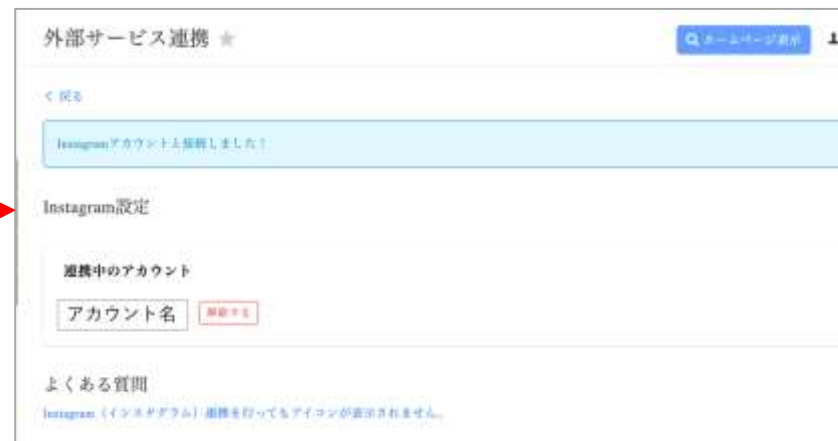 外部サービス連携
ホームページ表示
戻る
Instagramアカウントと接続しました！
Instagram設定
連携中のアカウント
アカウント名
解除する
よくある質問
Instagram（インスタグラム）連携を行ってもアイコンが表示されません。